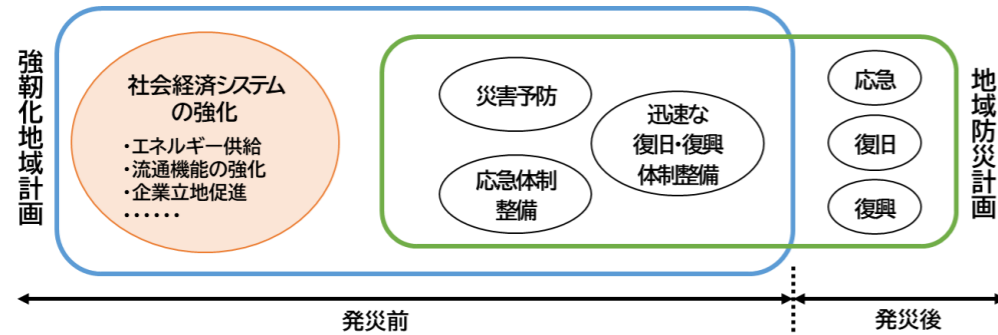 強靭化地域計画
社会経済システム
の強化
・エネルギー供給
・流通機能の強化
・企業立地促進
・・・・・・
災害予防
応急体制
整備
迅速な
復旧・復興
体制整備
応急
復旧
復興
地域防災計画
発災前
発災後